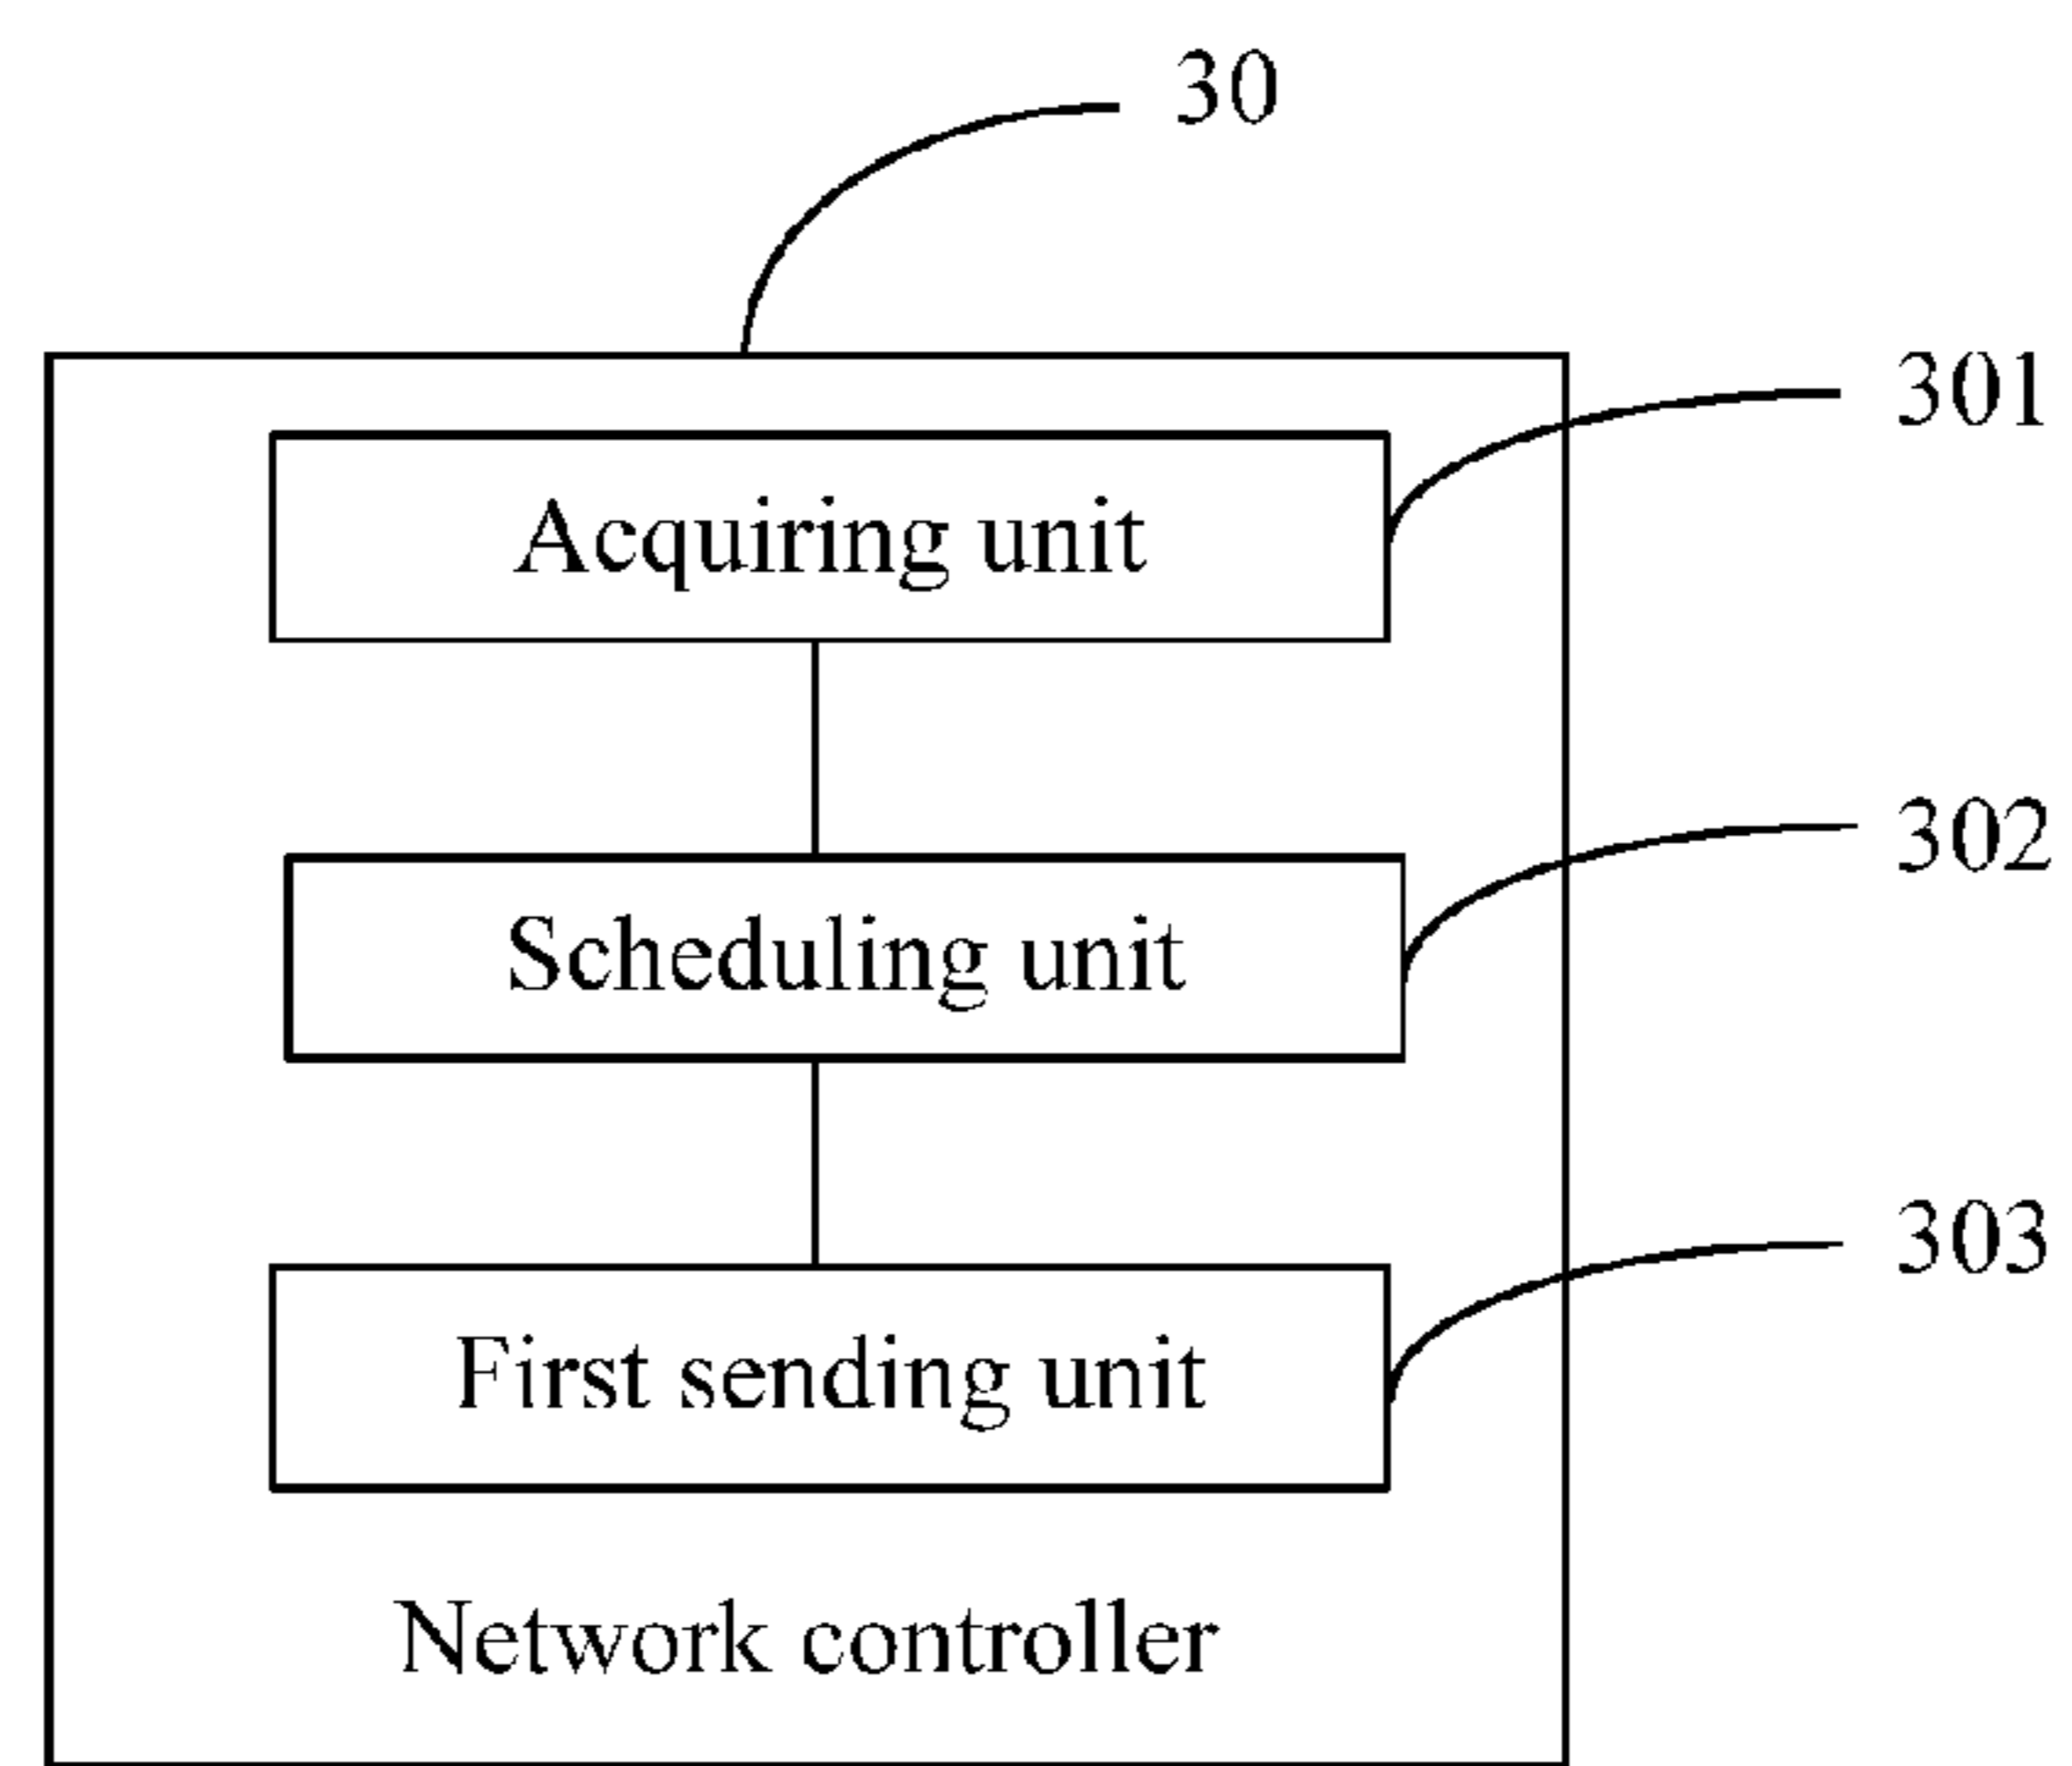 30
301
Acquiring unit
302
Scheduling unit
303
First sending unit
Network controller